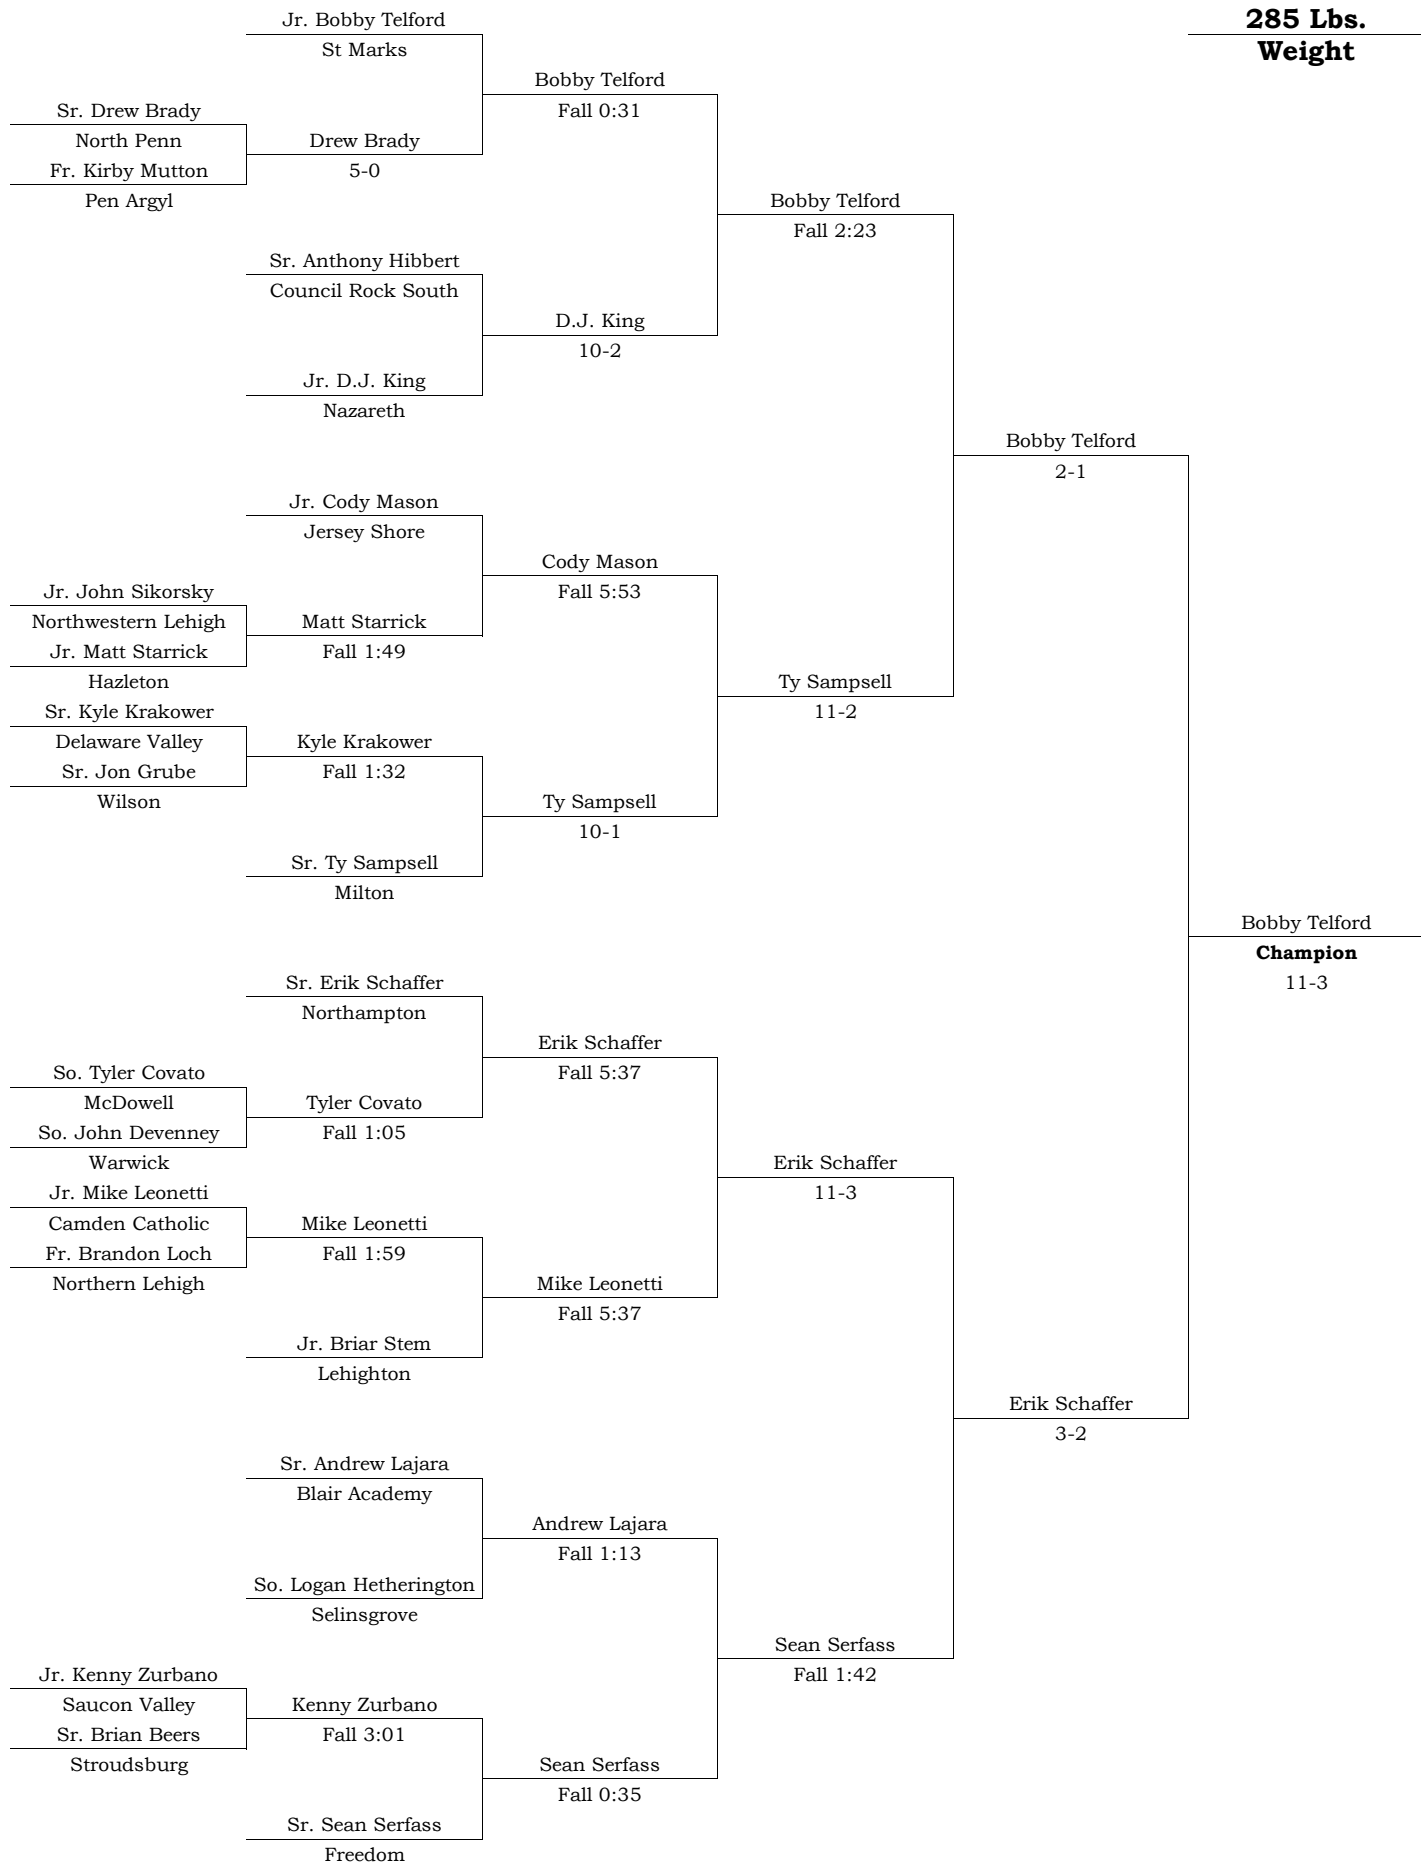 Jr. Bobby Telford
285 Lbs.
St Marks
Weight
Bobby Telford
Sr. Drew Brady
Fall 0:31
North Penn
Drew Brady
Fr. Kirby Mutton
5-0
Pen Argyl
Bobby Telford
Fall 2:23
Sr. Anthony Hibbert
Council Rock South
D.J. King
10-2
Jr. D.J. King
Nazareth
Bobby Telford
2-1
Jr. Cody Mason
Jersey Shore
Cody Mason
Jr. John Sikorsky
Fall 5:53
Northwestern Lehigh
Matt Starrick
Jr. Matt Starrick
Fall 1:49
Hazleton
Ty Sampsell
Sr. Kyle Krakower
11-2
Delaware Valley
Kyle Krakower
Sr. Jon Grube
Fall 1:32
Wilson
Ty Sampsell
10-1
Sr. Ty Sampsell
Milton
Bobby Telford
Champion
11-3
Sr. Erik Schaffer
Northampton
Erik Schaffer
So. Tyler Covato
Fall 5:37
McDowell
Tyler Covato
So. John Devenney
Fall 1:05
Warwick
Erik Schaffer
Jr. Mike Leonetti
11-3
Camden Catholic
Mike Leonetti
Fr. Brandon Loch
Fall 1:59
Northern Lehigh
Mike Leonetti
Fall 5:37
Jr. Briar Stem
Lehighton
Erik Schaffer
3-2
Sr. Andrew Lajara
Blair Academy
Andrew Lajara
Fall 1:13
So. Logan Hetherington
Selinsgrove
Sean Serfass
Jr. Kenny Zurbano
Fall 1:42
Saucon Valley
Kenny Zurbano
Sr. Brian Beers
Fall 3:01
Stroudsburg
Sean Serfass
Fall 0:35
Sr. Sean Serfass
Freedom